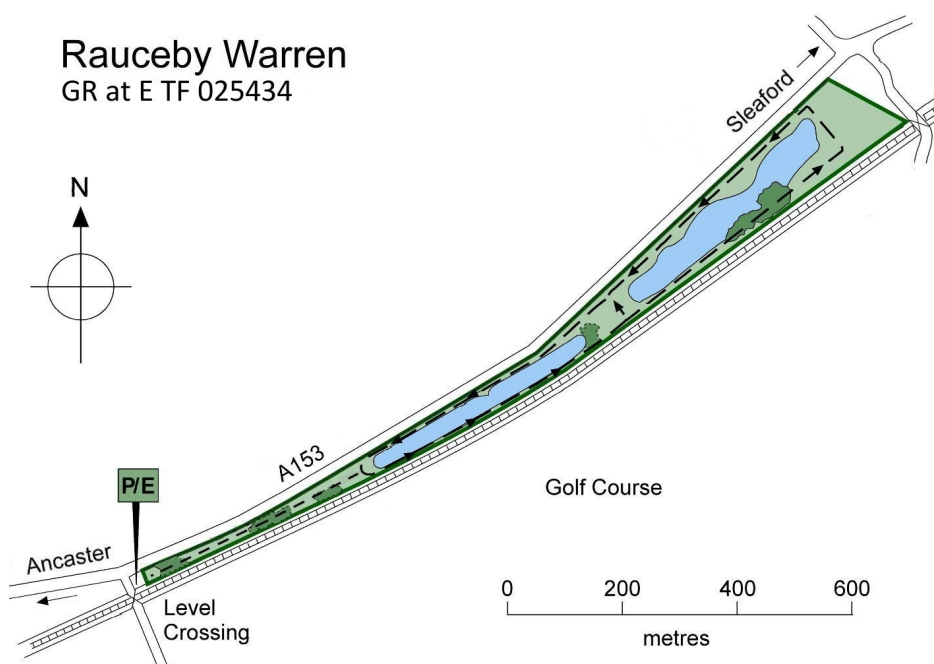 Rauceby Warren
GR at E TF 025434
Sleaford
N
A153
P/E
Golf Course
Ancaster
Level
Crossing
0 200 400 600
metres